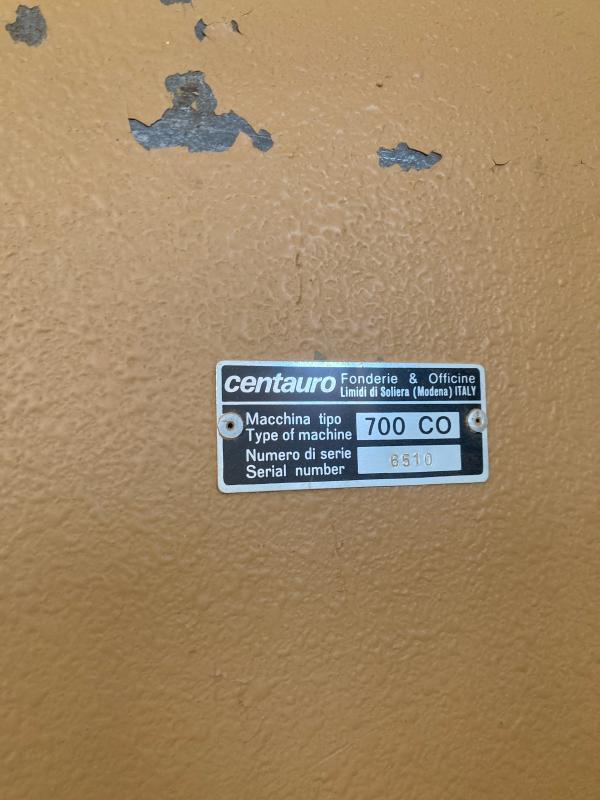 centauro Fonderie & Officine
Limidi di Soliera (Modena) ITALY
Macchina tipo
Type of machine
700 CO
Numero di serie
Serial number
6510